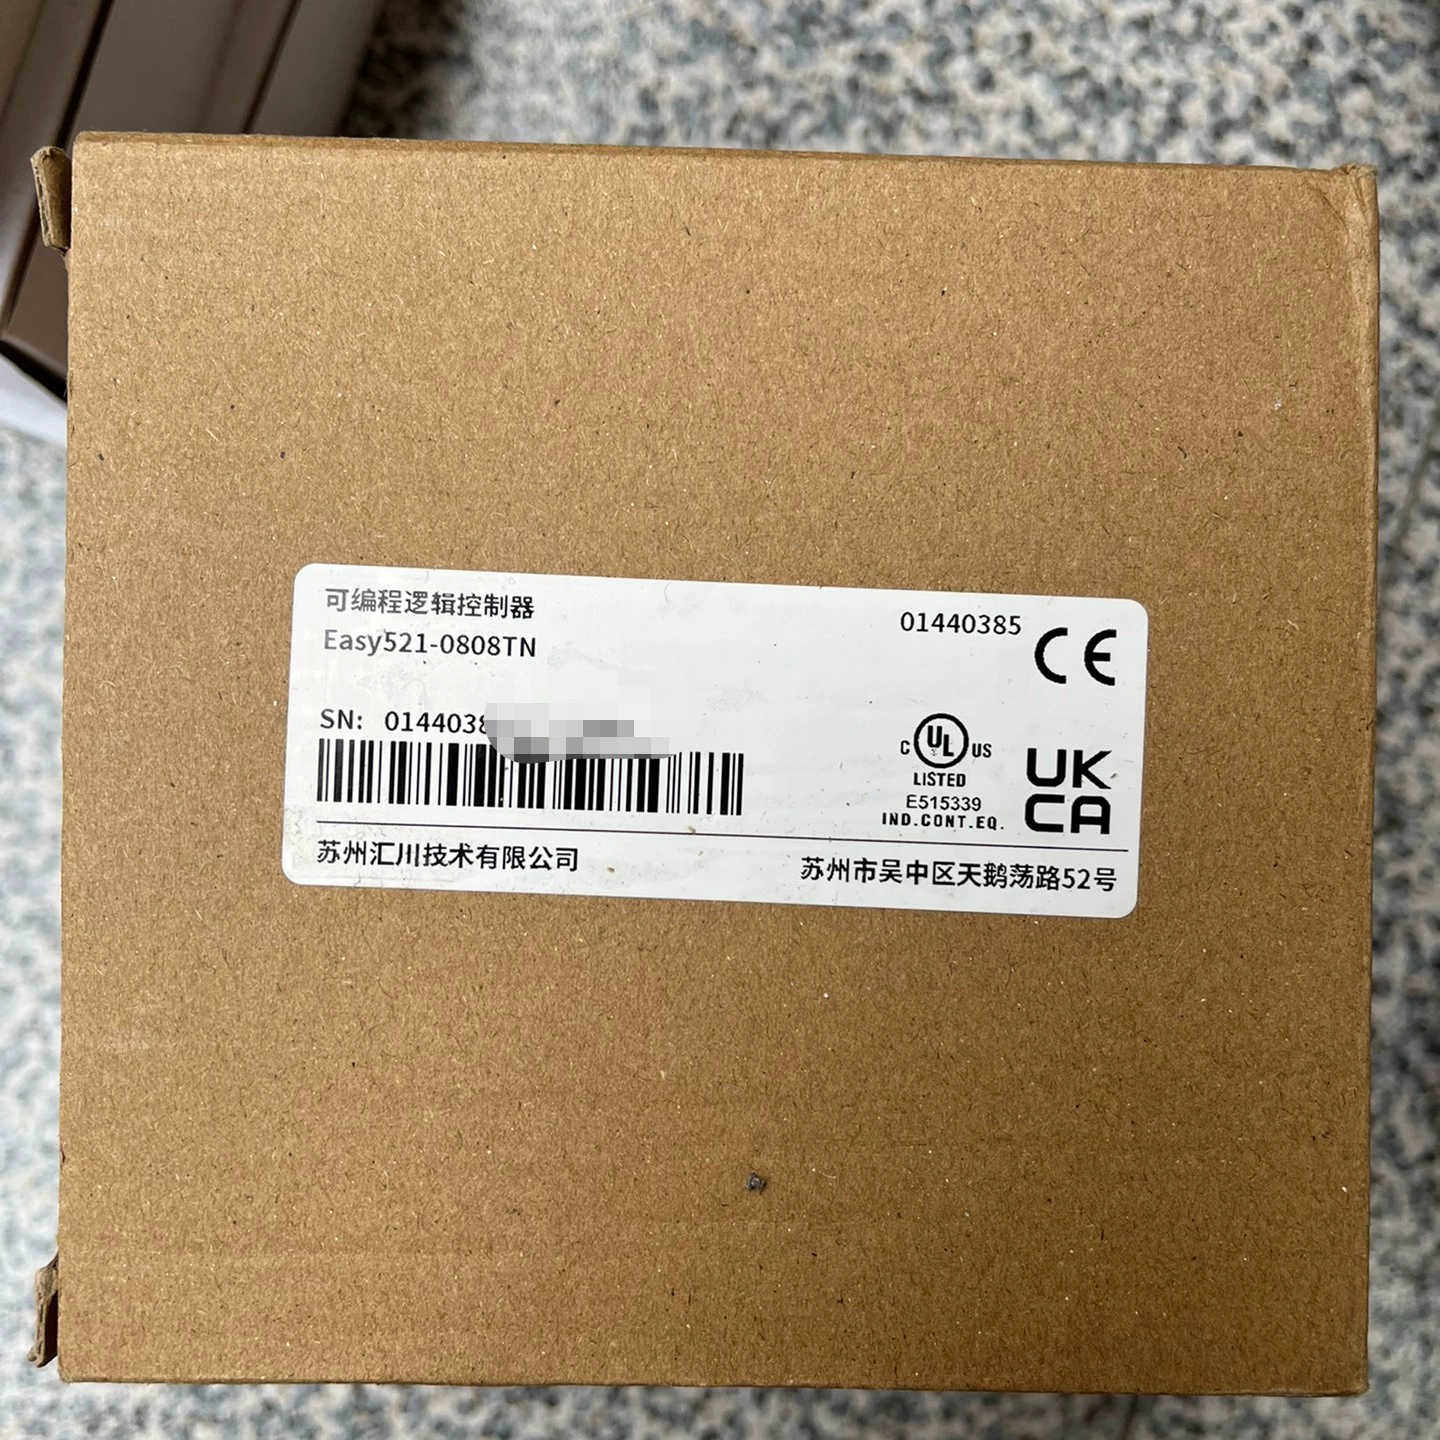 可编程逻辑控制器
01440385
Easy521-0808TN
CE
SN: 0144038
C UL US
LISTED
E515339
IND.CONT.EQ.
UK
CA
苏州汇川技术有限公司
苏州市吴中区天鹅荡路52号